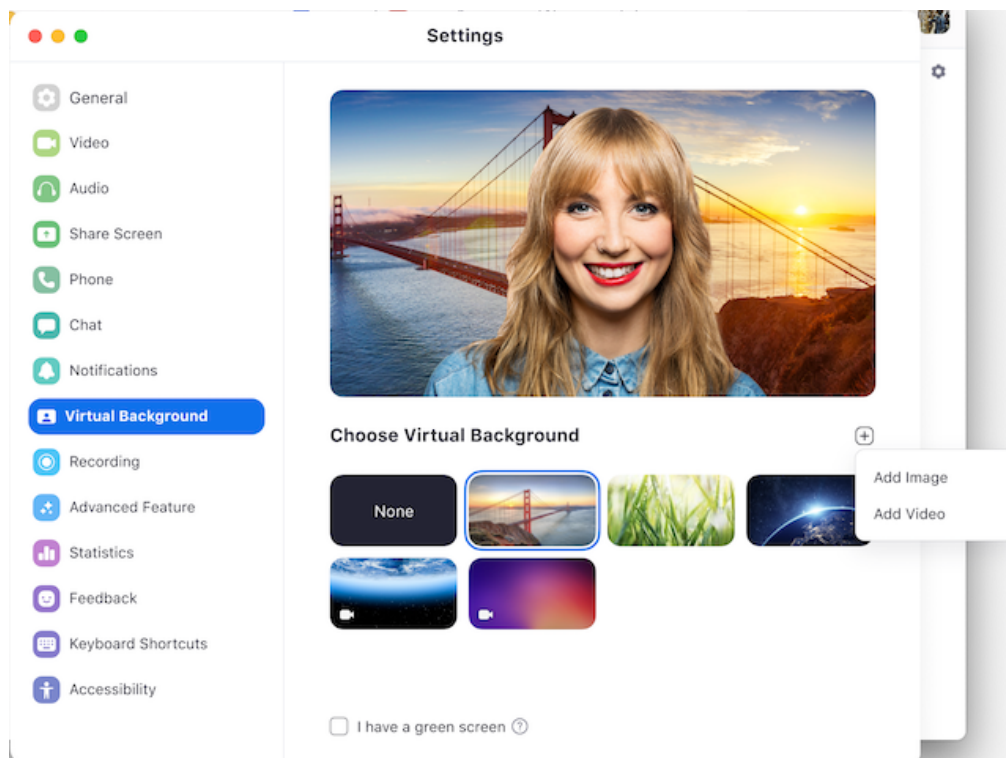 Settings
General
Video
Audio
Share Screen
Phone
Chat
Notifications
Virtual Background
Recording
Advanced Feature
Statistics
Feedback
Keyboard Shortcuts
Accessibility
Choose Virtual Background
Add Image
Add Video
None
I have a green screen ?